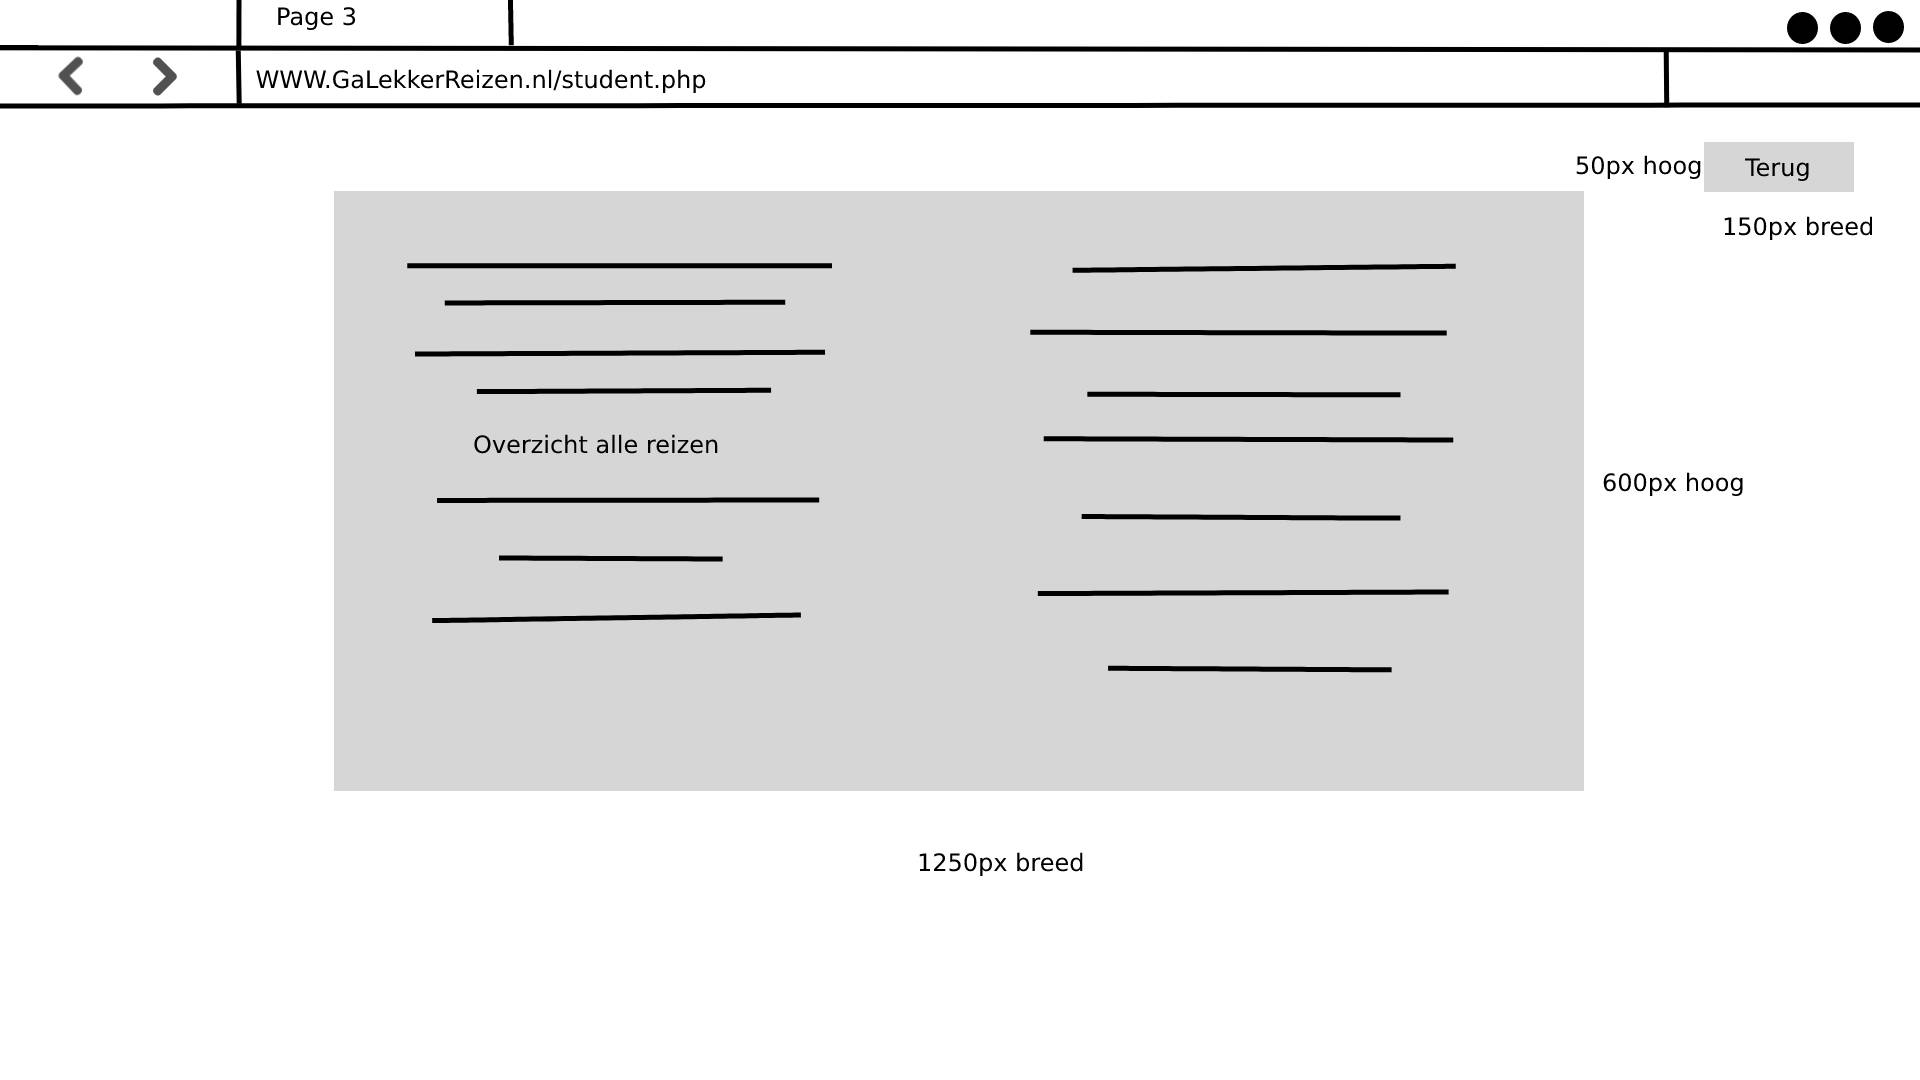 Page 3
WWW.GaLekkerReizen.nl/student.php
50px hoog
Terug
150px breed
Overzicht alle reizen
600px hoog
1250px breed